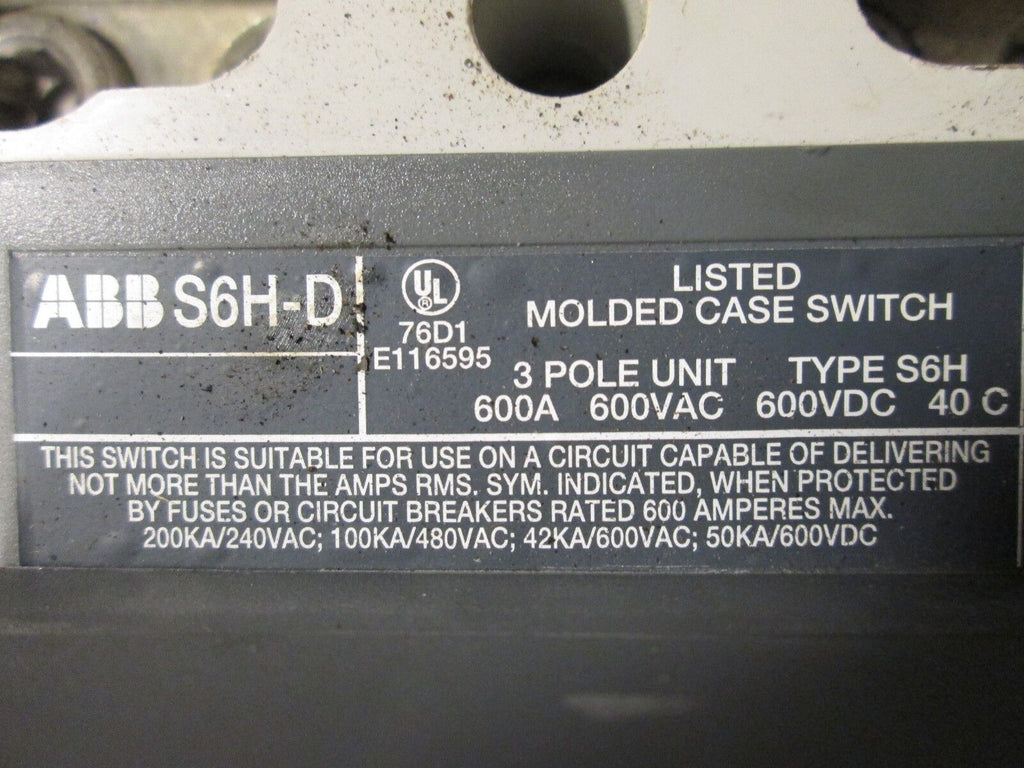 ABB S6H-D
UL
®
76D1
E116595
LISTED
MOLDED CASE SWITCH
3 POLE UNIT TYPE S6H
600A 600VAC 600VDC 40 C
THIS SWITCH IS SUITABLE FOR USE ON A CIRCUIT CAPABLE OF DELIVERING
NOT MORE THAN THE AMPS RMS. SYM. INDICATED, WHEN PROTECTED
BY FUSES OR CIRCUIT BREAKERS RATED 600 AMPERES MAX.
200KA/240VAC; 100KA/480VAC; 42KA/600VAC; 50KA/600VDC